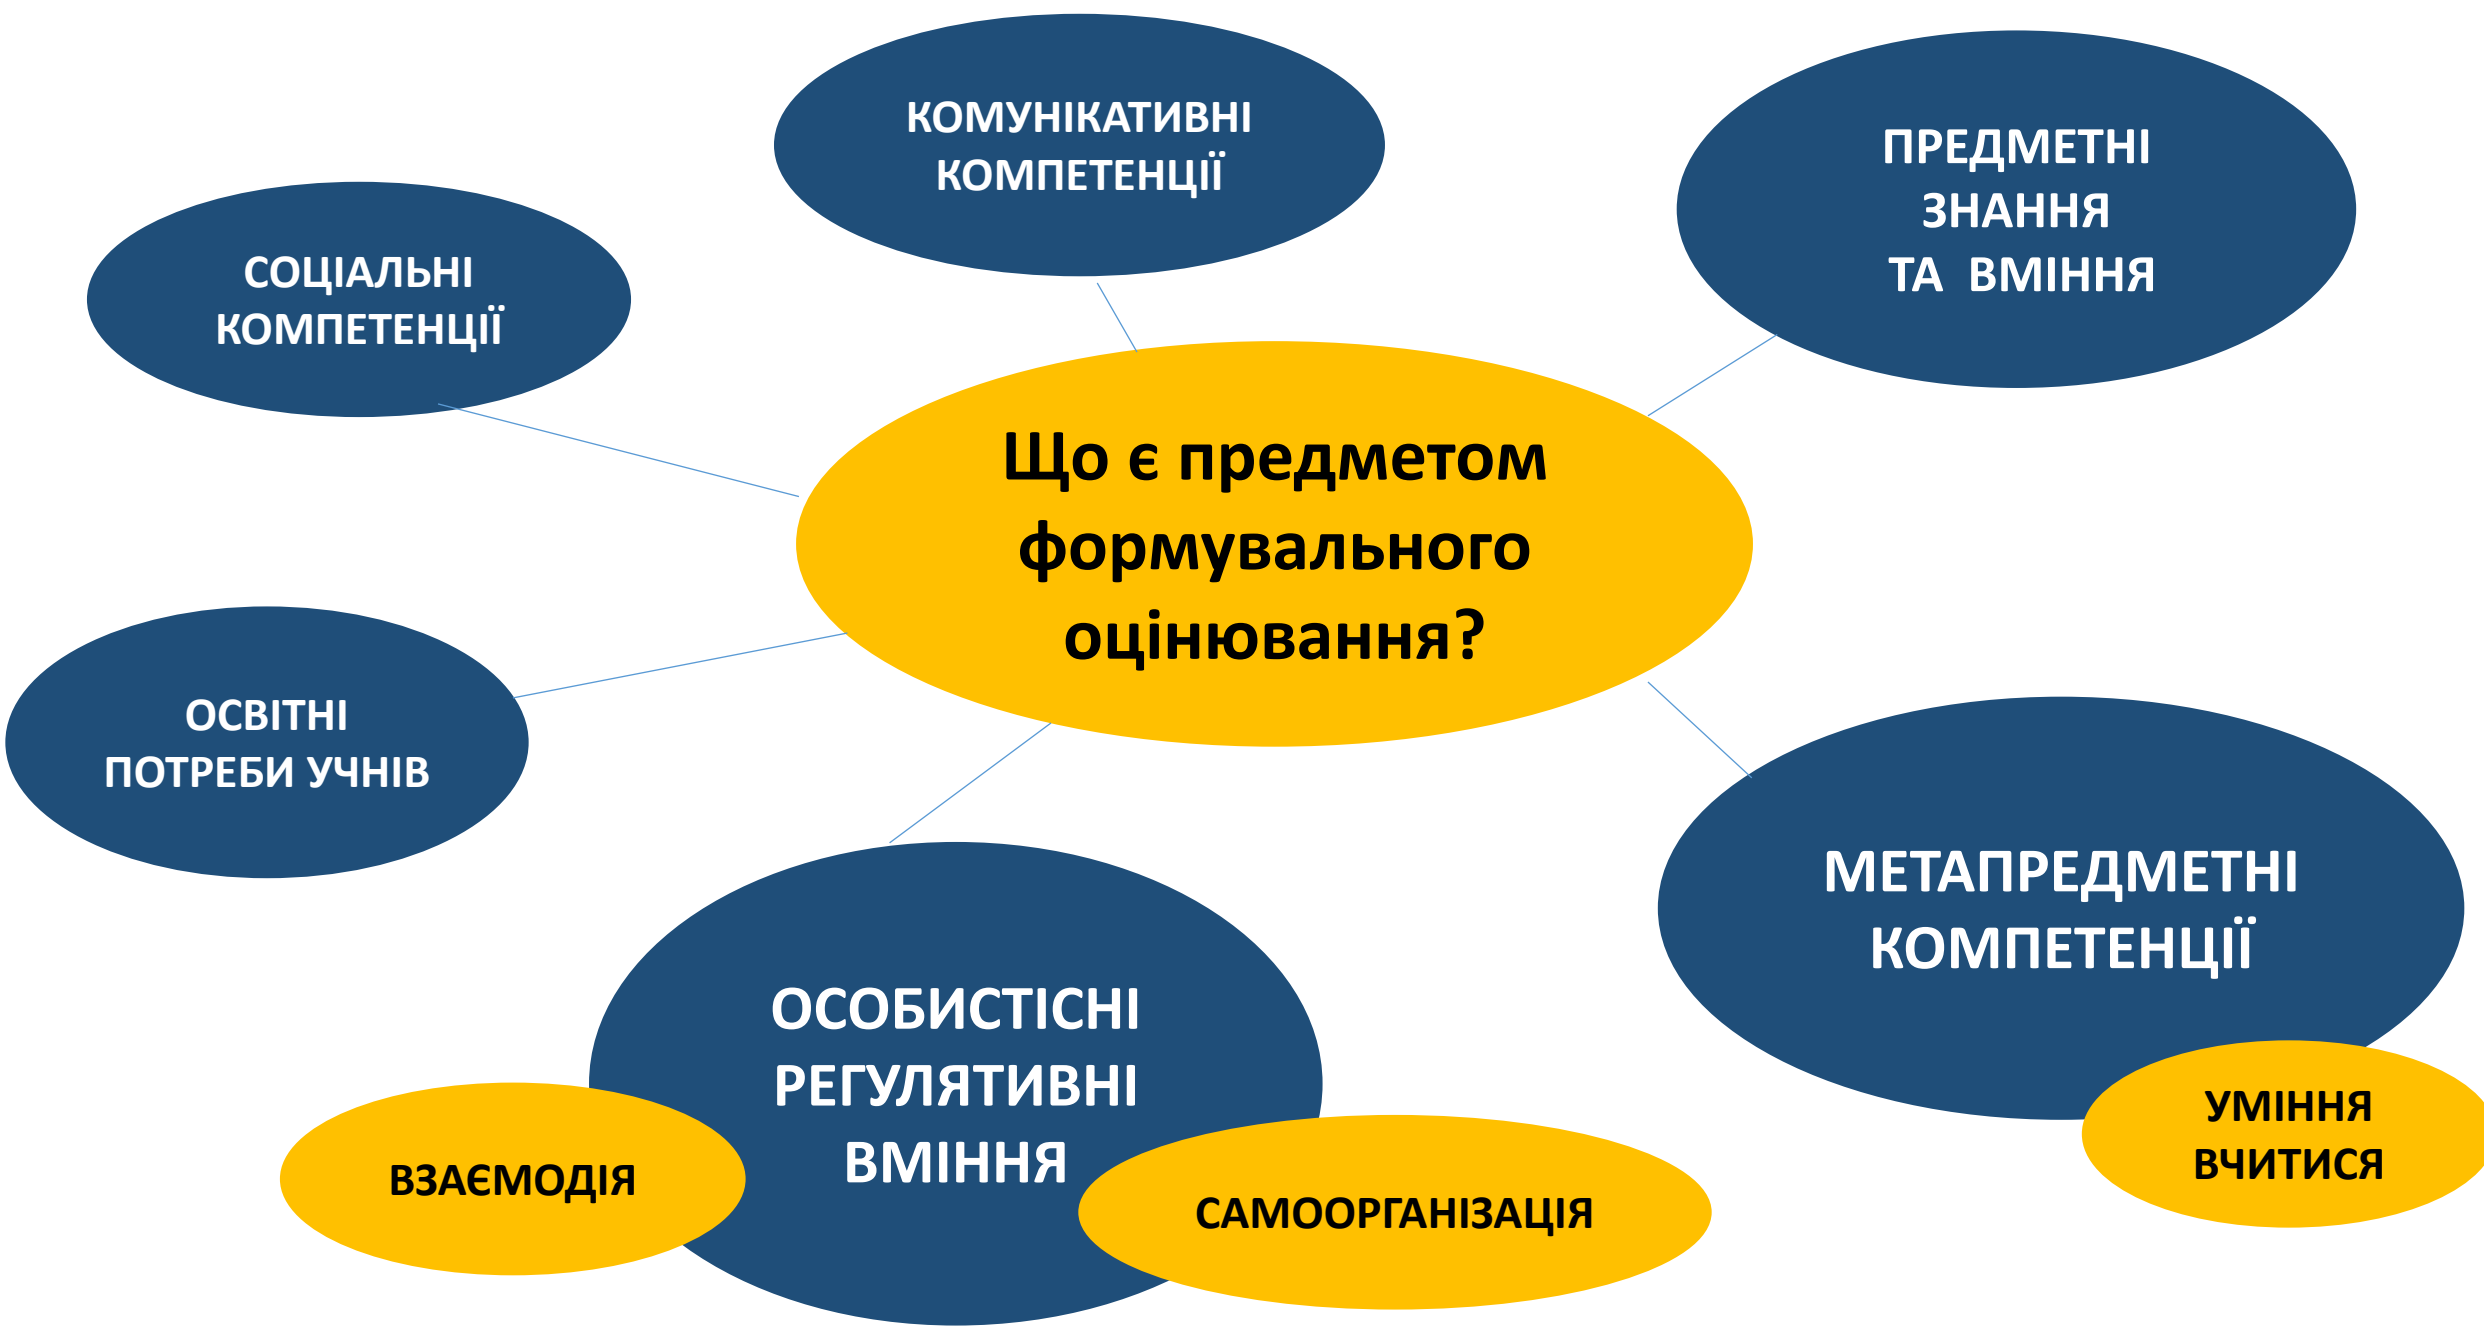 КОМУНІКАТИВНІ
КОМПЕТЕНЦІЇ
ПРЕДМЕТНІ
ЗНАННЯ
ТА ВМІННЯ
СОЦІАЛЬНІ
КОМПЕТЕНЦІЇ
Що є предметом
формувального
оцінювання?
ОСВІТНІ
ПОТРЕБИ УЧНІВ
МЕТАПРЕДМЕТНІ
КОМПЕТЕНЦІЇ
ОСОБИСТІСНІ
РЕГУЛЯТИВНІ
ВМІННЯ
ВЗАЄМОДІЯ
САМООРГАНІЗАЦІЯ
УМІННЯ
ВЧИТИСЯ